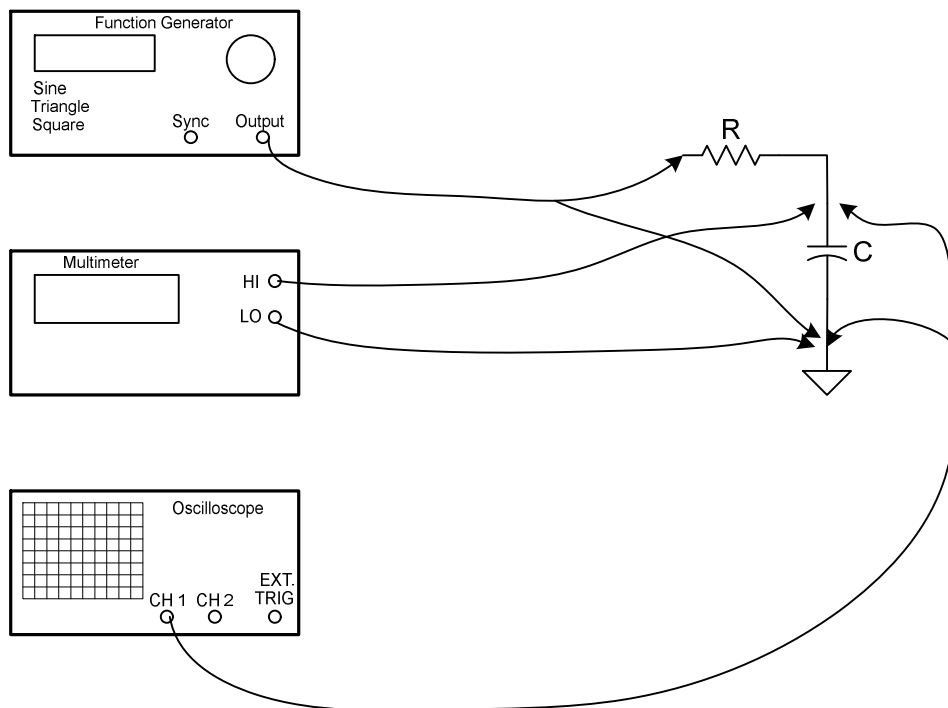 Function Generator
Sine
Triangle
Square
Sync
Output
R
Multimeter
HI
LO
C
Oscilloscope
EXT.
TRIG
CH 1
CH 2